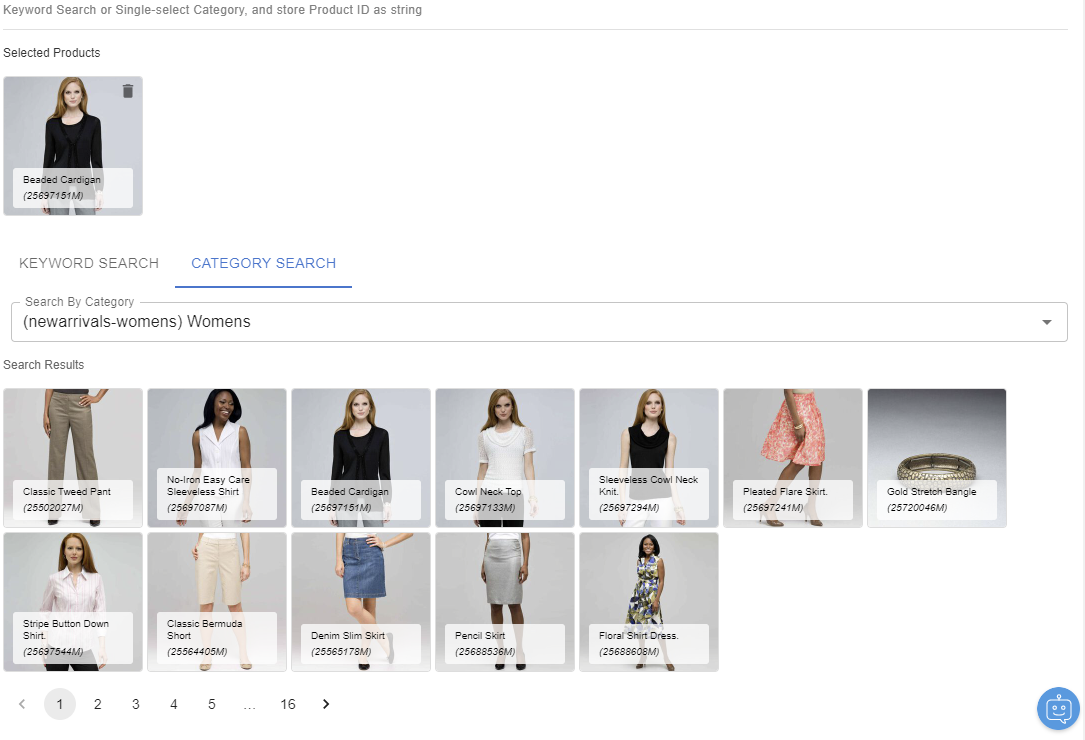 Keyword Search or Single-select Category, and store Product ID as string
Selected Products
Beaded Cardigan
(25697151M)
KEYWORD SEARCH
CATEGORY SEARCH
Search By Category
(newarrivals-womens) Womens
Search Results
Classic Tweed Pant
(25502027M)
No-Iron Easy Care
Sleeveless Shirt
(25697087M)
Beaded Cardigan
(25697151M)
Cowl Neck Top
(25697133M)
Sleeveless Cowl Neck
Knit.
(25697294M)
Pleated Flare Skirt.
(25697241M)
Gold Stretch Bangle
(25720046M)
Stripe Button Down
Shirt.
(25697544M)
Classic Bermuda
Short
(25564405M)
Denim Slim Skirt
(25565178M)
Pencil Skirt
(25688536M)
Floral Shirt Dress.
(25688608M)
1 2 3 4 5 ... 16